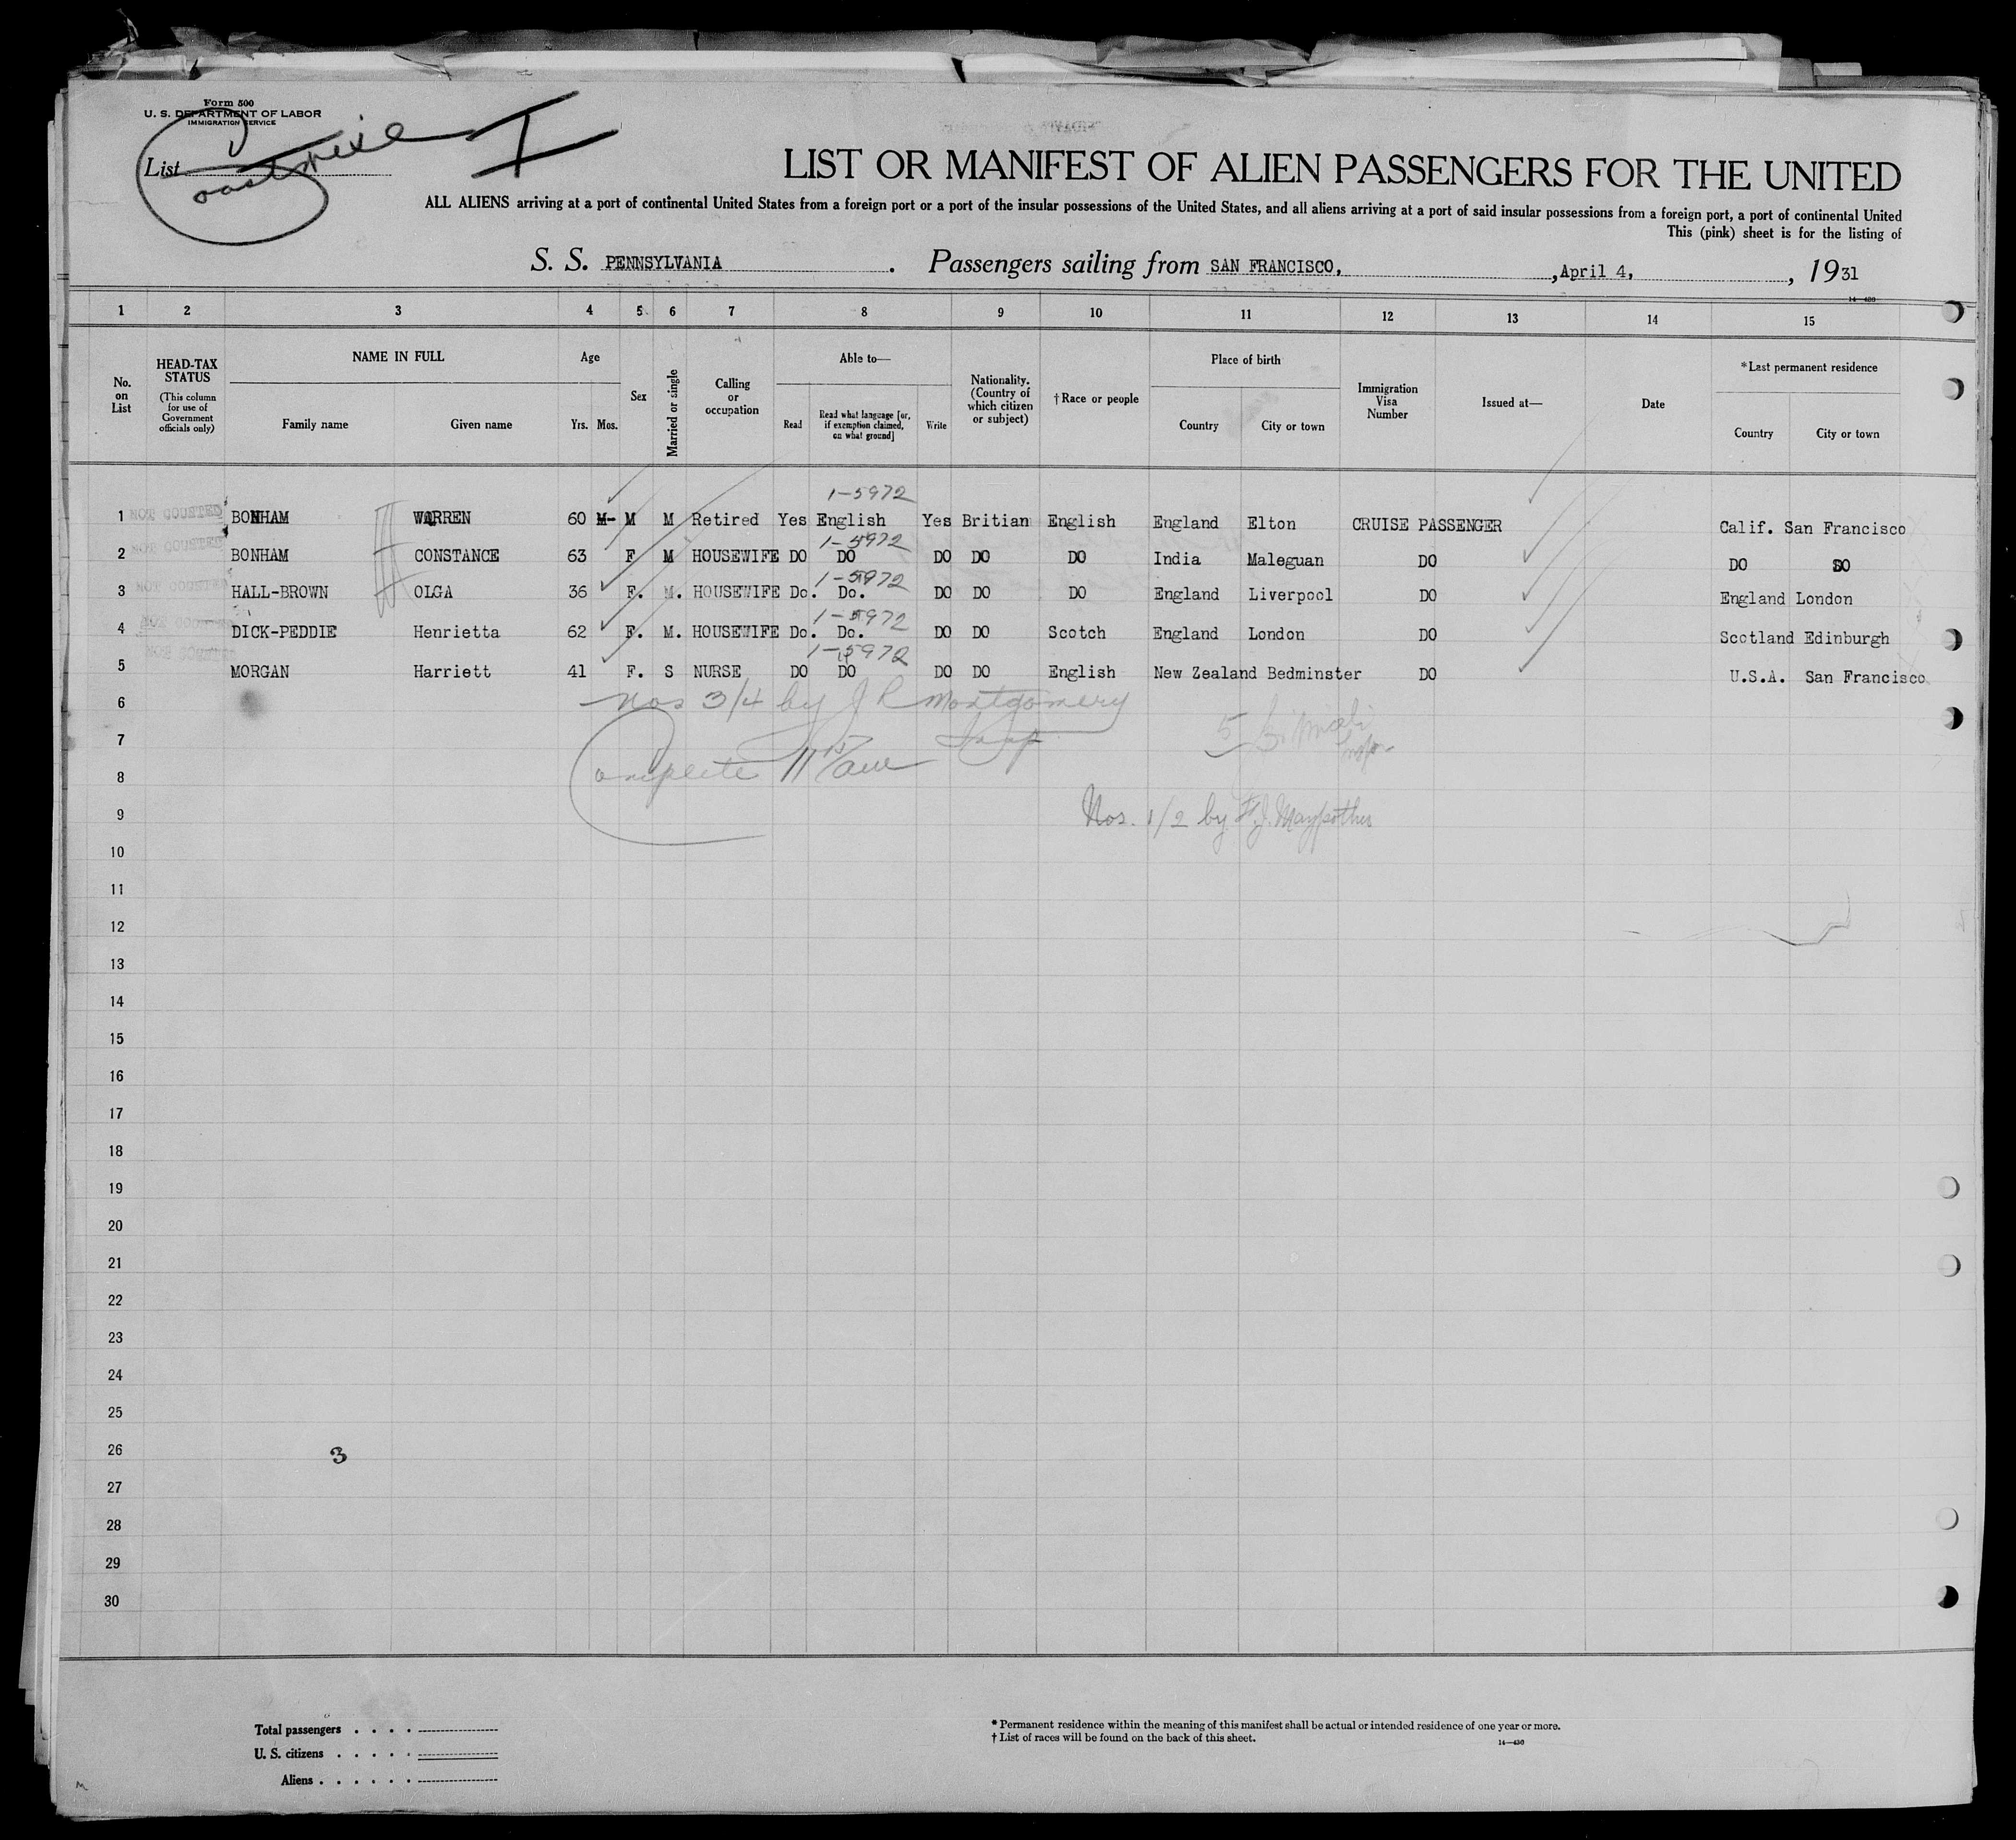 Form 500
U. S. DEPARTMENT OF LABOR
IMMIGRATION SERVICE
List
I
LIST OR MANIFEST OF ALIEN PASSENGERS FOR THE UNITED
ALL ALIENS arriving at a port of continental United States from a foreign port or a port of the insular possessions of the United States, and all aliens arriving at a port of said insular possessions from a foreign port, a port of continental United
This (pink) sheet is for the listing of
S. S. PENNSYLVANIA . Passengers sailing from SAN FRANCISCO, , April 4, , 1931
14—430
1 2 3 4 5 6 7 8 9 10 11 12 13 14 15
No. on List
HEAD-TAX STATUS
(This column for use of Government officials only)
NAME IN FULL
Family name Given name
Age
Yrs. Mos.
Sex
Married or single
Calling or occupation
Able to—
Read
Read what language [or, if exemption claimed, on what ground]
Write
Nationality. (Country of which citizen or subject)
†Race or people
Place of birth
Country City or town
Immigration Visa Number
Issued at—
Date
*Last permanent residence
Country City or town
1-5972
1 NOT COUNTED BONHAM WARREN 60 M- M M Retired Yes English Yes Britian English England Elton CRUISE PASSENGER Calif. San Francisco
1-5972
2 NOT COUNTED BONHAM CONSTANCE 63 F M HOUSEWIFE DO DO DO DO DO India Maleguan DO DO DO
1-5972
3 NOT COUNTED HALL-BROWN OLGA 36 F. M. HOUSEWIFE Do. Do. DO DO DO England Liverpool DO England London
1-5972
4 NOT COUNTED DICK-PEDDIE Henrietta 62 F. M. HOUSEWIFE Do. Do. DO DO Scotch England London DO Scotland Edinburgh
1-5972
5 NOT COUNTED MORGAN Harriett 41 F. S NURSE DO DO DO DO English New Zealand Bedminster DO U.S.A. San Francisco
6 Nos 3/4 by J R Montgomery
7 Insp 5
8 Complete
9 Nos. 1/2 by
10
11
12
13
14
15
16
17
18
19
20
21
22
23
24
25
26 3
27
28
29
30
Total passengers . . . .
U. S. citizens . . . . .
Aliens . . . . . .
* Permanent residence within the meaning of this manifest shall be actual or intended residence of one year or more.
† List of races will be found on the back of this sheet.
14—430